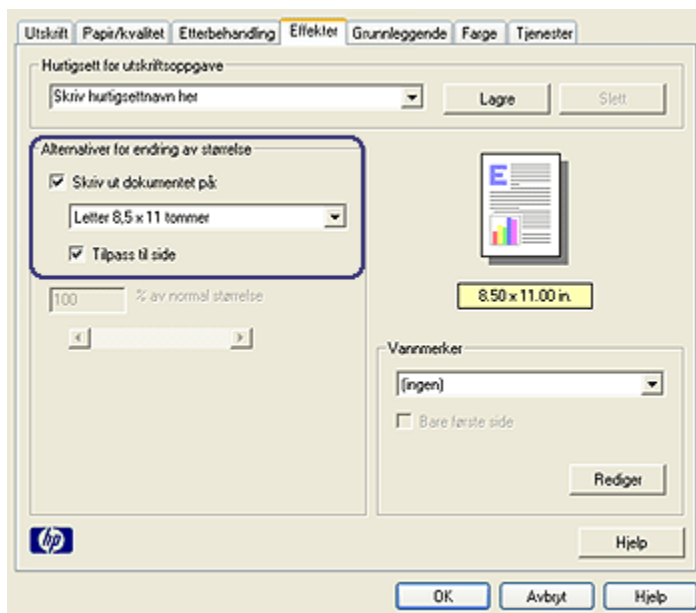 Utskrift Papir/kvalitet Etterbehandling Effekter Grunnleggende Farge Tjenester
Hurtigsett for utskriftsoppgave
Skriv hurtigsettnavn her
Lagre
Slett
Alternativer for endring av størrelse
Skriv ut dokumentet på:
Letter 8,5 x 11 tommer
Tilpass til side
100 % av normal størrelse
E
8.50 x 11.00 in.
Vannmerker
(ingen)
Bare første side
Rediger
hp
Hjelp
OK Avbryt Hjelp